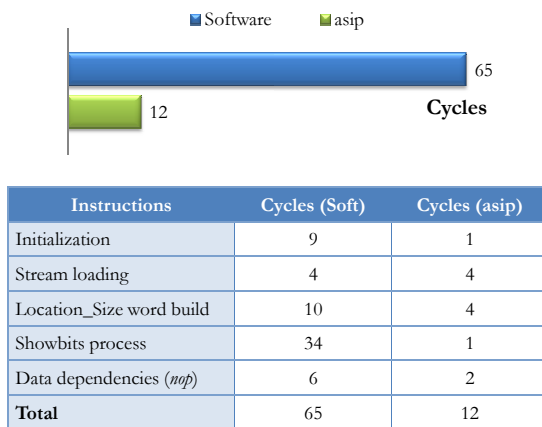 Software asip
65
12
Cycles
Instructions Cycles (Soft) Cycles (asip)
Initialization 9 1
Stream loading 4 4
Location_Size word build 10 4
Showbits process 34 1
Data dependencies (nop) 6 2
Total 65 12